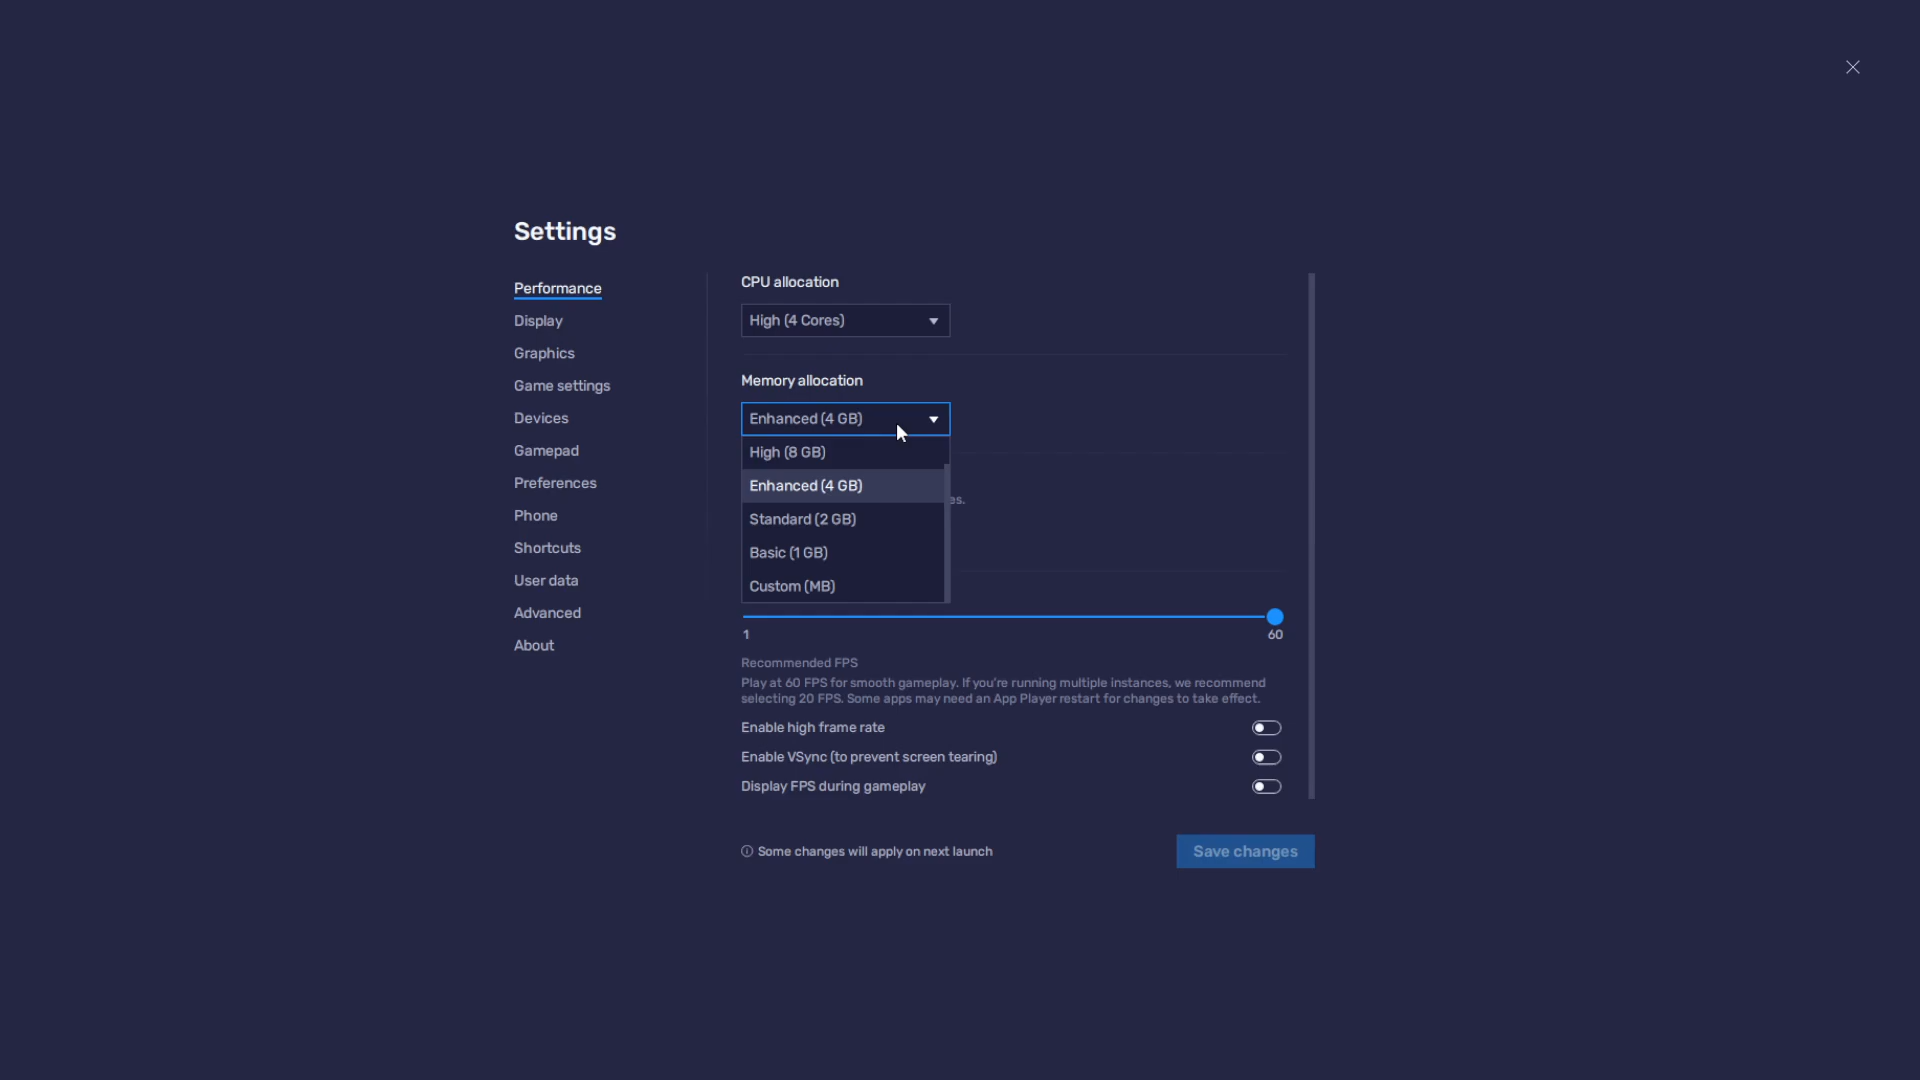 Settings
Performance
Display
Graphics
Game settings
Devices
Gamepad
Preferences
Phone
Shortcuts
User data
Advanced
About
CPU allocation
High (4 Cores)
Memory allocation
Enhanced (4 GB)
High (8 GB)
Enhanced (4 GB)
Standard (2 GB)
Basic (1 GB)
Custom (MB)
1
60
Recommended FPS
Play at 60 FPS for smooth gameplay. If you're running multiple instances, we recommend
selecting 20 FPS. Some apps may need an App Player restart for changes to take effect.
Enable high frame rate
Enable VSync (to prevent screen tearing)
Display FPS during gameplay
Some changes will apply on next launch
Save changes